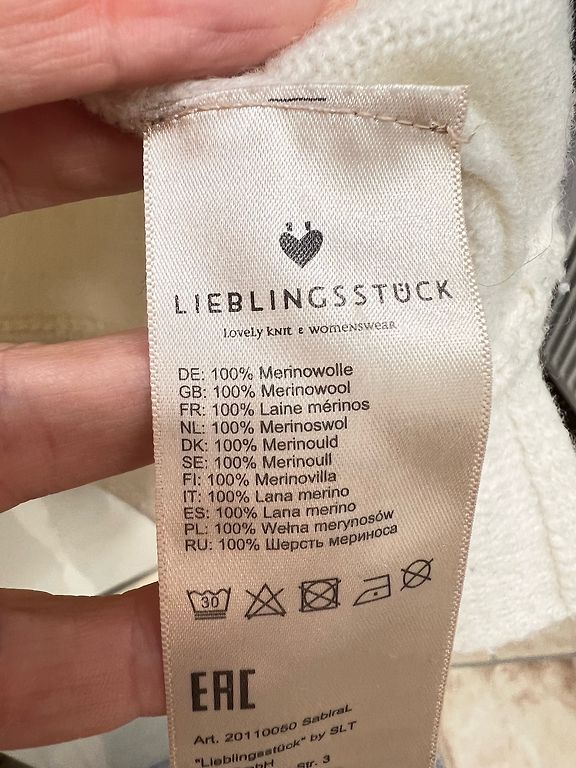 LIEBLINGSSTÜCK
Lovely KNIT & WOMENSWEAR
DE: 100% Merinowolle
GB: 100% Merinowool
FR: 100% Laine mérinos
NL: 100% Merinoswol
DK: 100% Merinould
SE: 100% Merinoull
FI: 100% Merinovilla
IT: 100% Lana merino
ES: 100% Lana merino
PL: 100% Wełna merynosów
RU: 100% Шерсть мериноса
30
EAC
Art. 20110050 SabiraL
"Lieblingsstück" by SLT
Str. 3